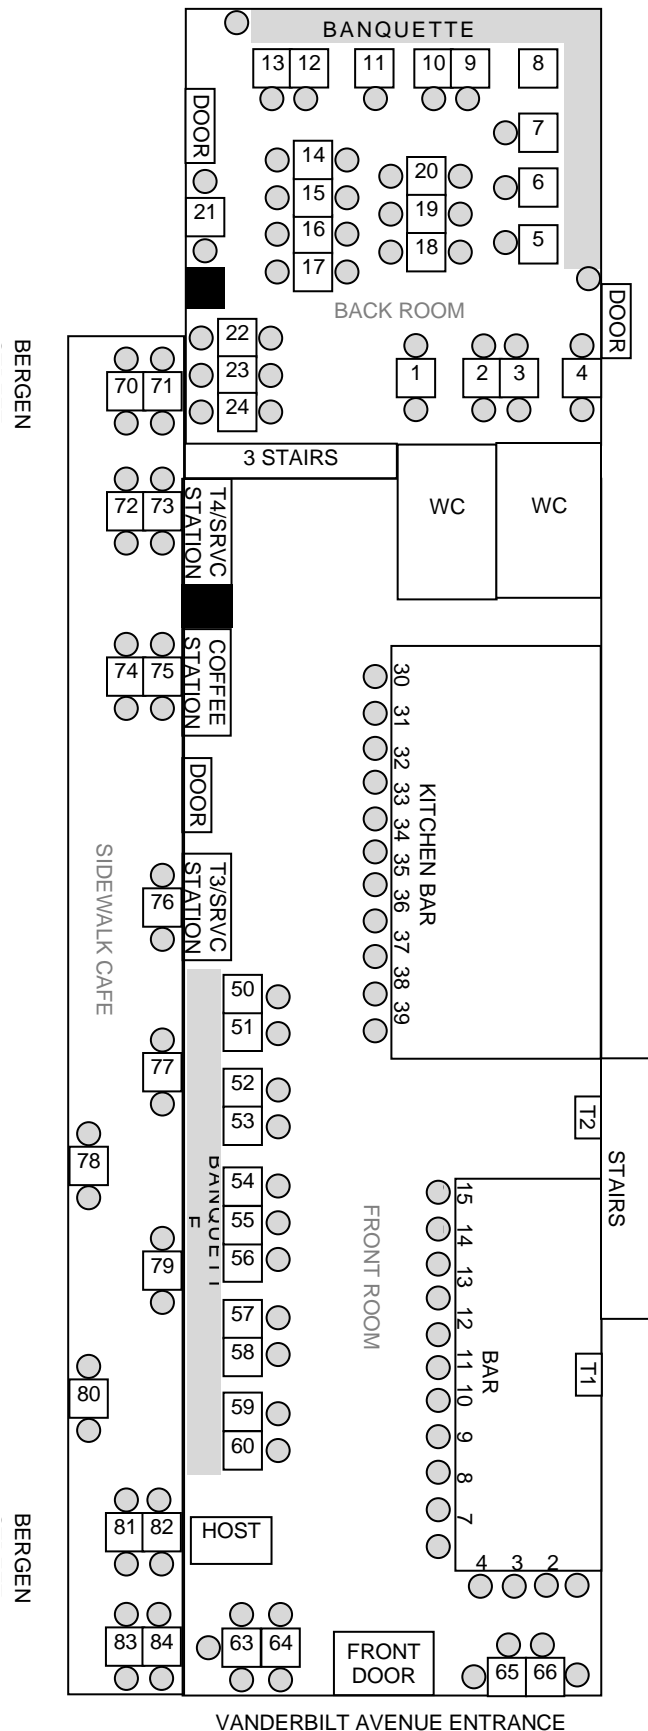 BANQUETTE
13 12 11 10 9 8
DOOR
7
14
15
16
17
20
19
18
6
5
21
BACK ROOM
DOOR
22
23
24
1 2 3 4
BERGEN
70 71
3 STAIRS
WC WC
72 73
T4/SRVC
STATION
74 75
COFFEE
STATION
30
31
32
33
34
35
36
37
38
39
KITCHEN BAR
DOOR
SIDEWALK CAFE
76
T3/SRVC
STATION
50
51
52
53
54
55
56
57
58
59
60
BANQUETT
E
77
78
79
80
T2
STAIRS
FRONT ROOM
15
14
13
12
11
10
9
8
7
BAR
T1
4 3 2
BERGEN
81 82
HOST
83 84
63 64
FRONT
DOOR
65 66
VANDERBILT AVENUE ENTRANCE